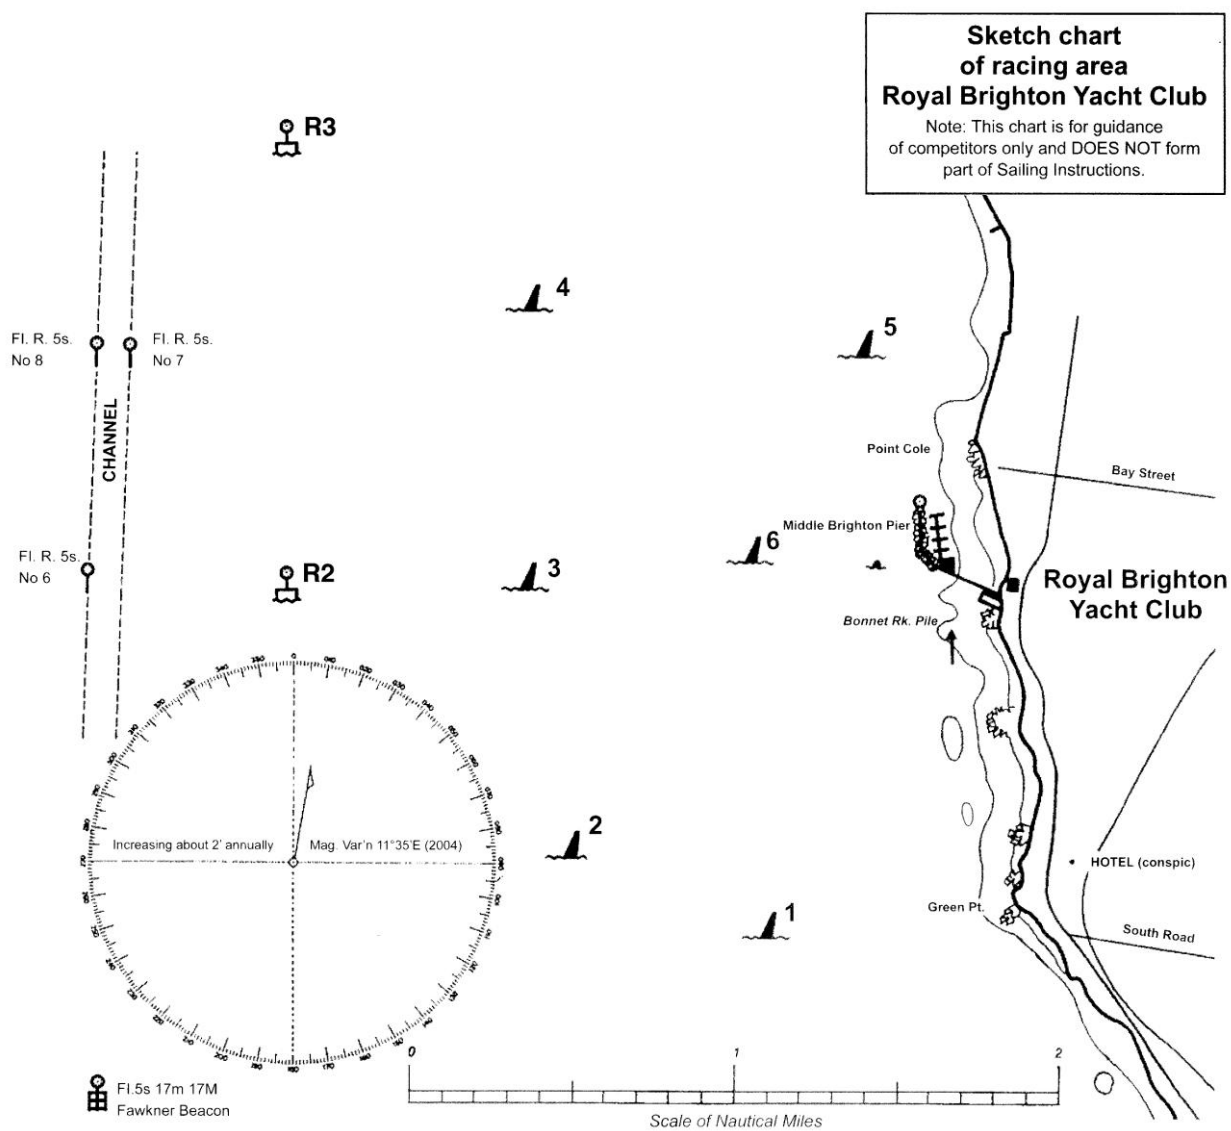 Sketch chart
of racing area
Royal Brighton Yacht Club
Note: This chart is for guidance
of competitors only and DOES NOT form
part of Sailing Instructions.
R3
4
5
Fl. R. 5s.
No 8
Fl. R. 5s.
No 7
CHANNEL
Point Cole
Bay Street
Middle Brighton Pier
6
Fl. R. 5s.
No 6
R2
3
Royal Brighton
Yacht Club
Bonnet Rk. Pile
0
Increasing about 2' annually
Mag. Var'n 11°35'E (2004)
2
HOTEL (conspic)
1
Green Pt.
South Road
0
1
2
Scale of Nautical Miles
Fl.5s 17m 17M
Fawkner Beacon